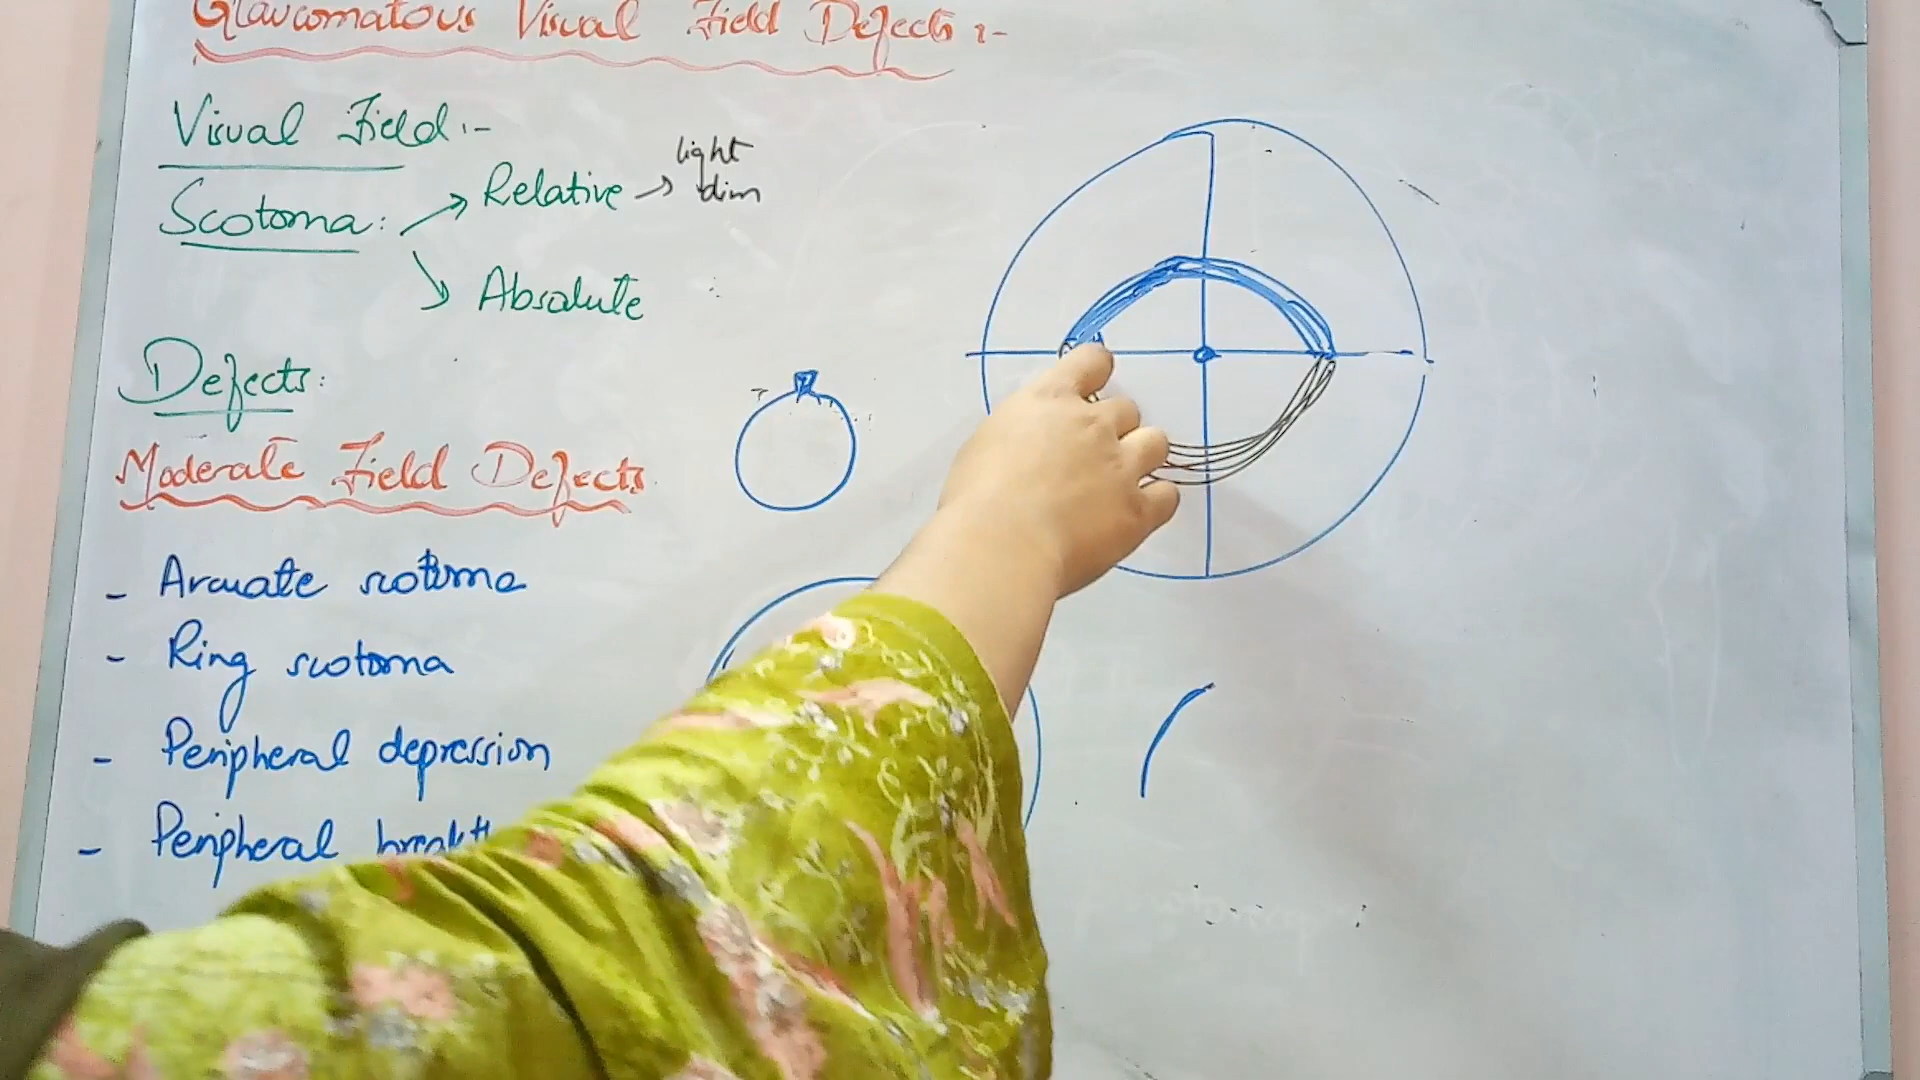 Glaucomatous Visual Field Defects :-
Visual Field :-
Scotoma: → Relative → light dim
↘ Absolute
Defects:
Moderate Field Defects
- Arcuate scotoma
- Ring scotoma
- Peripheral depression
- Peripheral